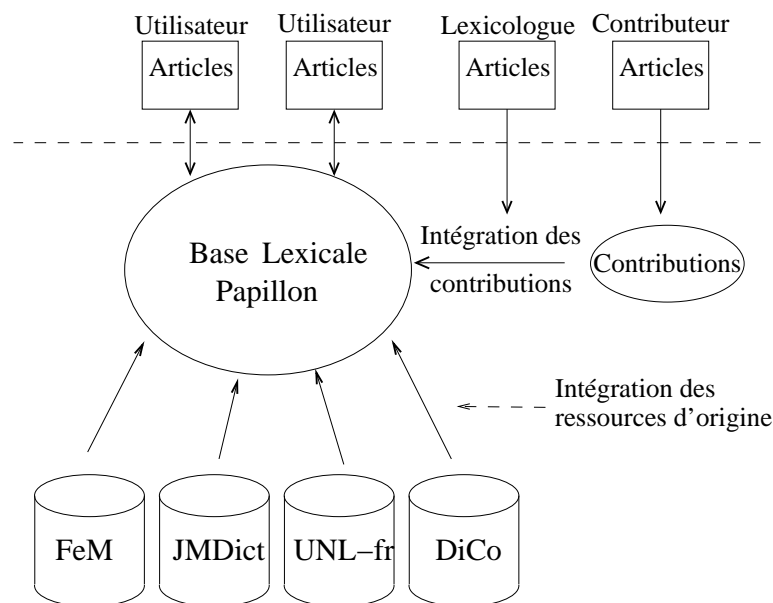 Utilisateur
Utilisateur
Lexicologue
Contributeur
Articles
Articles
Articles
Articles
Base Lexicale
Papillon
Intégration des
contributions
Contributions
Intégration des
ressources d'origine
FeM
JMDict
UNL-fr
DiCo